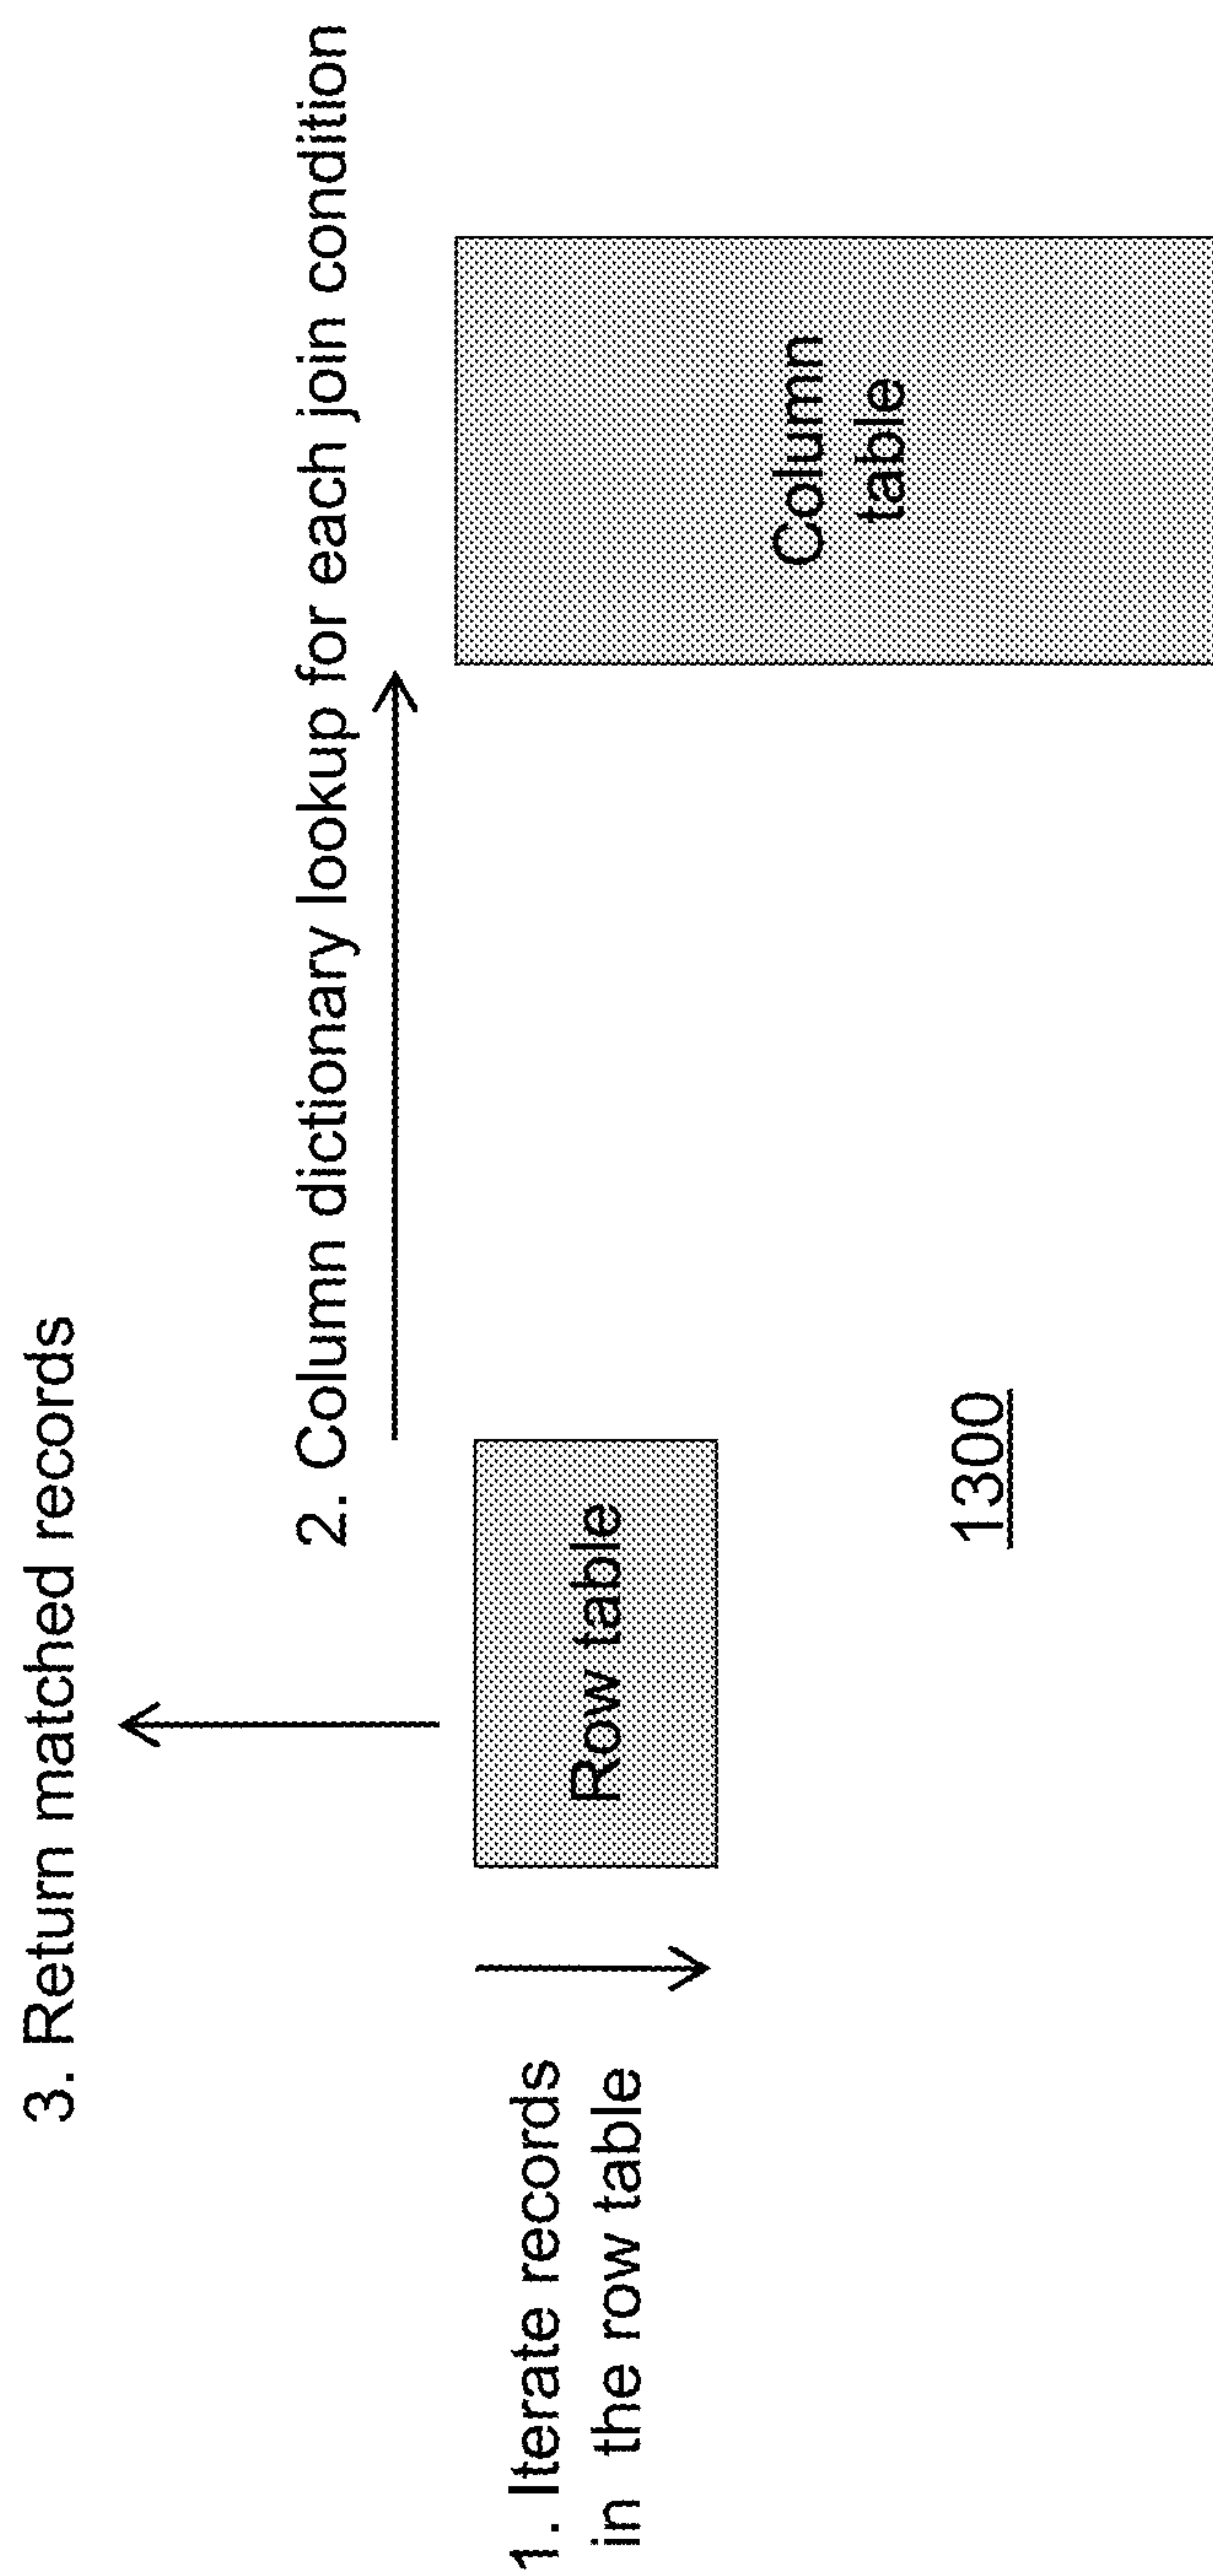 3. Return matched records
2. Column dictionary lookup for each join condition
1. Iterate records
in the row table
Row table
Column
table
1300